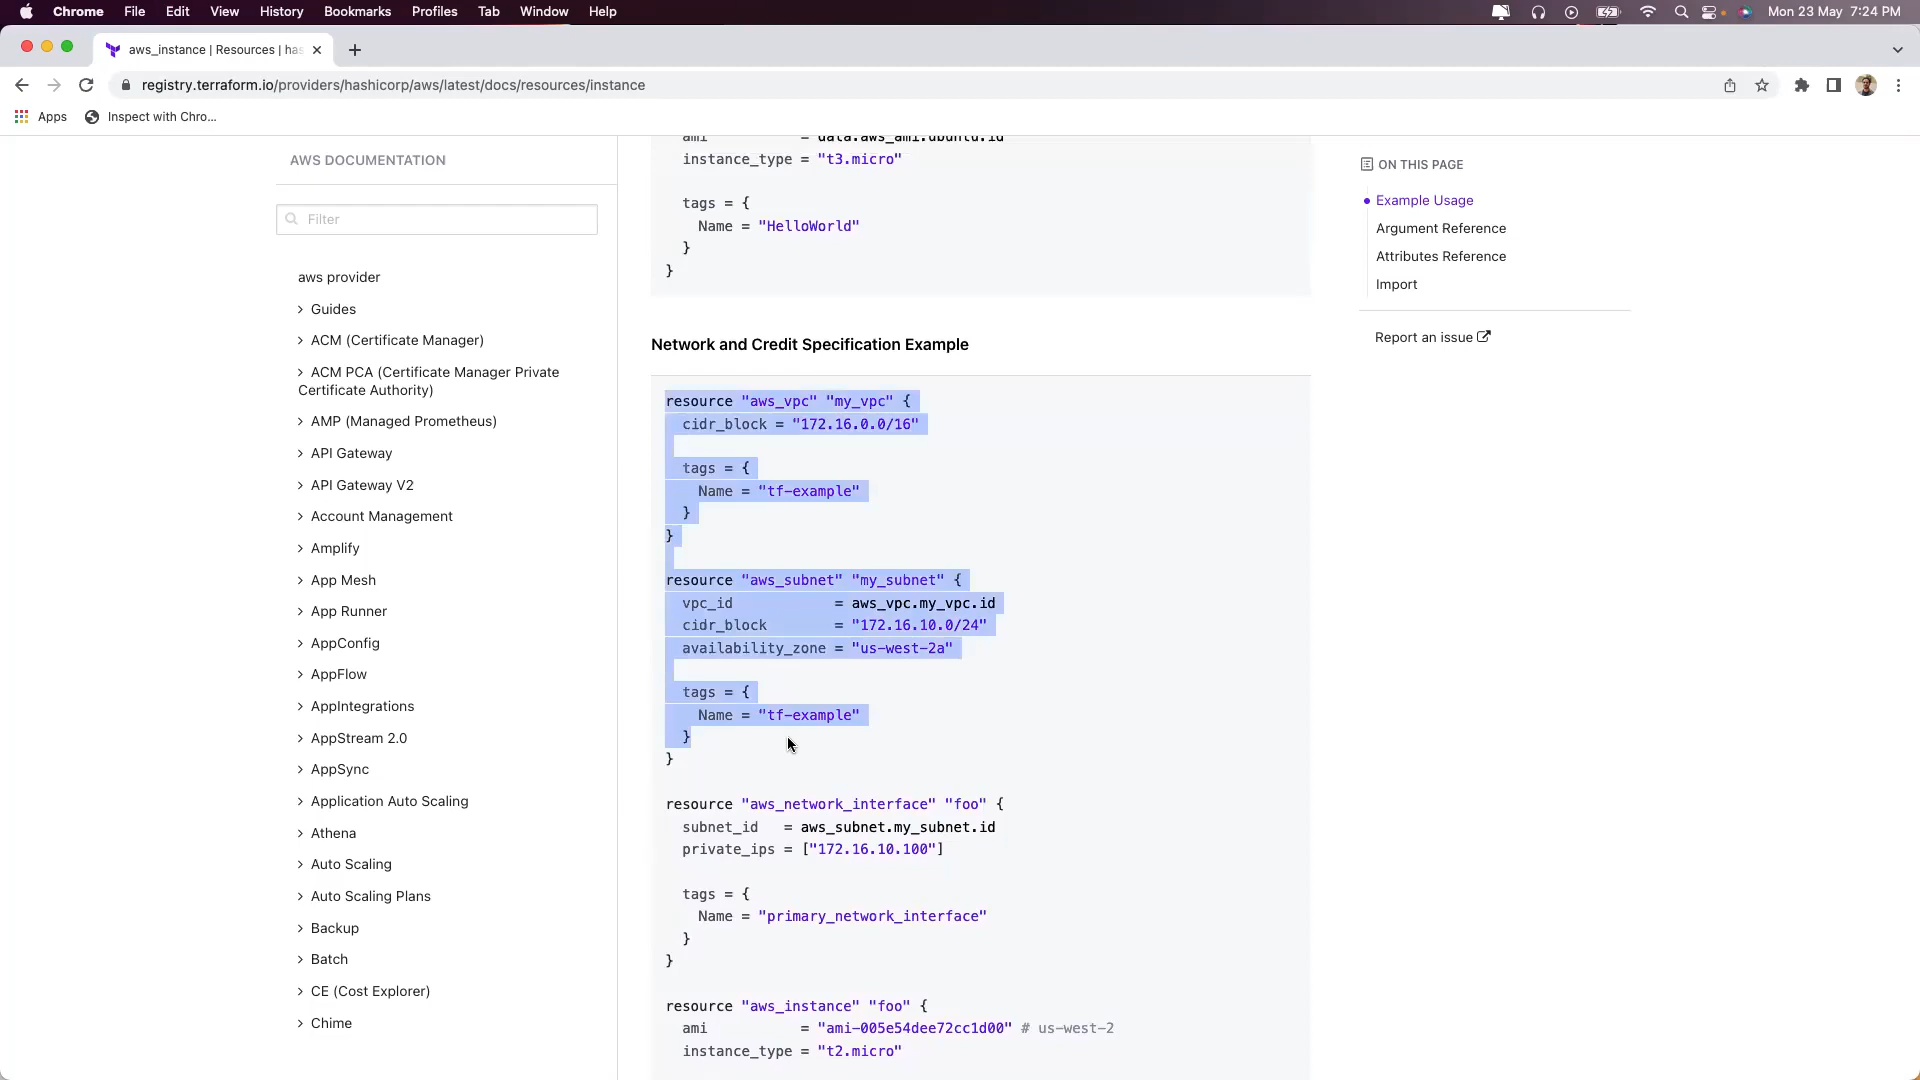 Chrome File Edit View History Bookmarks Profiles Tab Window Help Mon 23 May 7:24 PM
aws_instance | Resources | has
registry.terraform.io/providers/hashicorp/aws/latest/docs/resources/instance
Apps Inspect with Chro...
AWS DOCUMENTATION
Filter
aws provider
Guides
ACM (Certificate Manager)
ACM PCA (Certificate Manager Private
Certificate Authority)
AMP (Managed Prometheus)
API Gateway
API Gateway V2
Account Management
Amplify
App Mesh
App Runner
AppConfig
AppFlow
AppIntegrations
AppStream 2.0
AppSync
Application Auto Scaling
Athena
Auto Scaling
Auto Scaling Plans
Backup
Batch
CE (Cost Explorer)
Chime
ami = data.aws_ami.ubuntu.id
instance_type = "t3.micro"
tags = {
Name = "HelloWorld"
}
}
Network and Credit Specification Example
resource "aws_vpc" "my_vpc" {
cidr_block = "172.16.0.0/16"
tags = {
Name = "tf-example"
}
}
resource "aws_subnet" "my_subnet" {
vpc_id = aws_vpc.my_vpc.id
cidr_block = "172.16.10.0/24"
availability_zone = "us-west-2a"
tags = {
Name = "tf-example"
}
}
resource "aws_network_interface" "foo" {
subnet_id = aws_subnet.my_subnet.id
private_ips = ["172.16.10.100"]
tags = {
Name = "primary_network_interface"
}
}
resource "aws_instance" "foo" {
ami = "ami-005e54dee72cc1d00" # us-west-2
instance_type = "t2.micro"
ON THIS PAGE
Example Usage
Argument Reference
Attributes Reference
Import
Report an issue